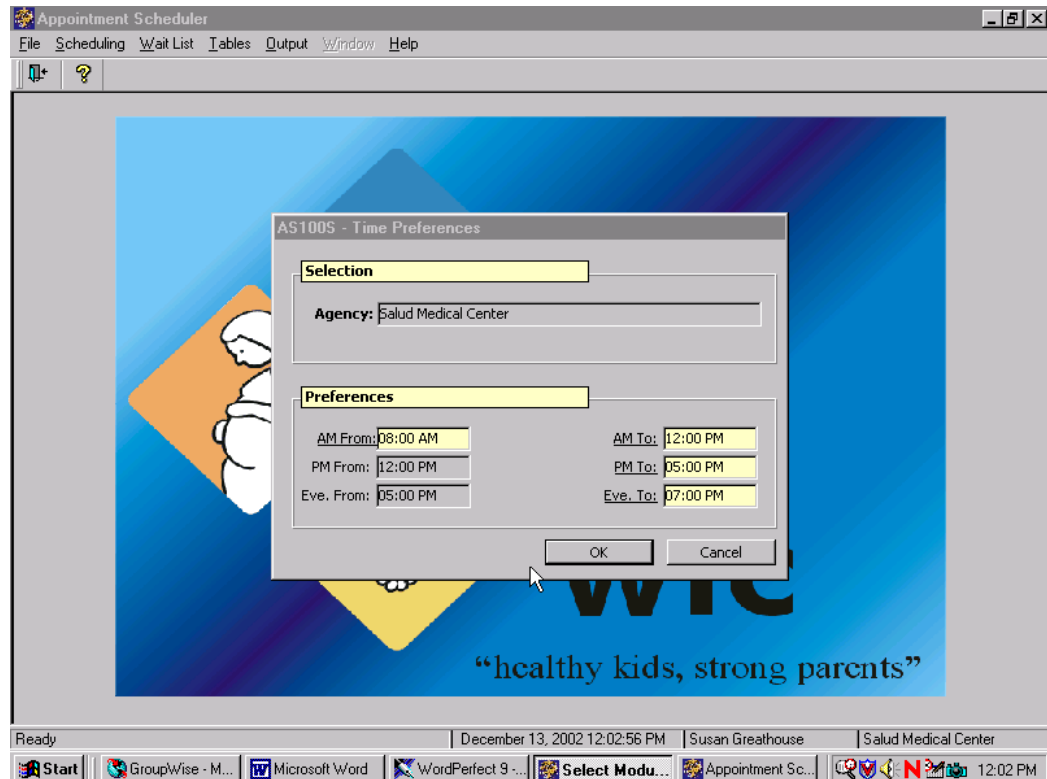 Appointment Scheduler
File Scheduling Wait List Tables Output Window Help
AS100S - Time Preferences
Selection
Agency: Salud Medical Center
Preferences
AM From: 08:00 AM AM To: 12:00 PM
PM From: 12:00 PM PM To: 05:00 PM
Eve. From: 05:00 PM Eve. To: 07:00 PM
OK Cancel
WIC
“healthy kids, strong parents”
Ready December 13, 2002 12:02:56 PM Susan Greathouse Salud Medical Center
Start GroupWise - M... Microsoft Word WordPerfect 9 -... Select Modu... Appointment Sc... 12:02 PM